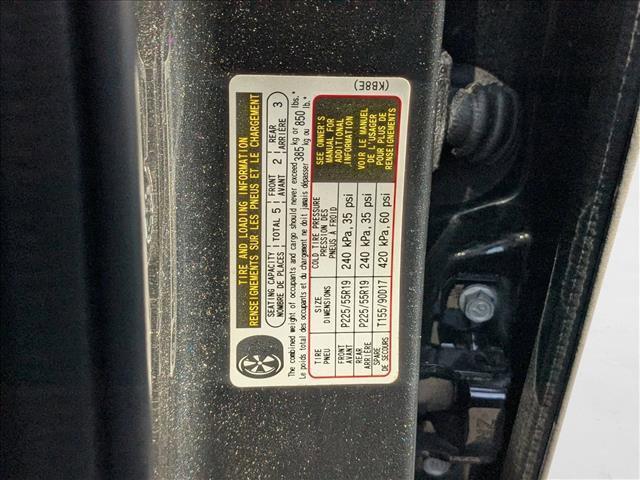 TIRE AND LOADING INFORMATION
RENSEIGNEMENTS SUR LES PNEUS ET LE CHARGEMENT
SEATING CAPACITY
NOMBRE DE PLACES
TOTAL 5
FRONT
AVANT
2
REAR
ARRIÈRE
3
The combined weight of occupants and cargo should never exceed 385 kg or 850 lbs.*
Le poids total des occupants et du chargement ne doit jamais dépasser 385 kg ou 850 lb.*
TIRE
PNEU
SIZE
DIMENSIONS
COLD TIRE PRESSURE
PRESSION DES
PNEUS À FROID
FRONT
AVANT
P225/55R19
240 kPa, 35 psi
REAR
ARRIÈRE
P225/55R19
240 kPa, 35 psi
SPARE
DE SECOURS
T155/90D17
420 kPa, 60 psi
SEE OWNER'S
MANUAL FOR
ADDITIONAL
INFORMATION
VOIR LE MANUEL
DE L'USAGER
POUR PLUS DE
RENSEIGNEMENTS
(KB8E)